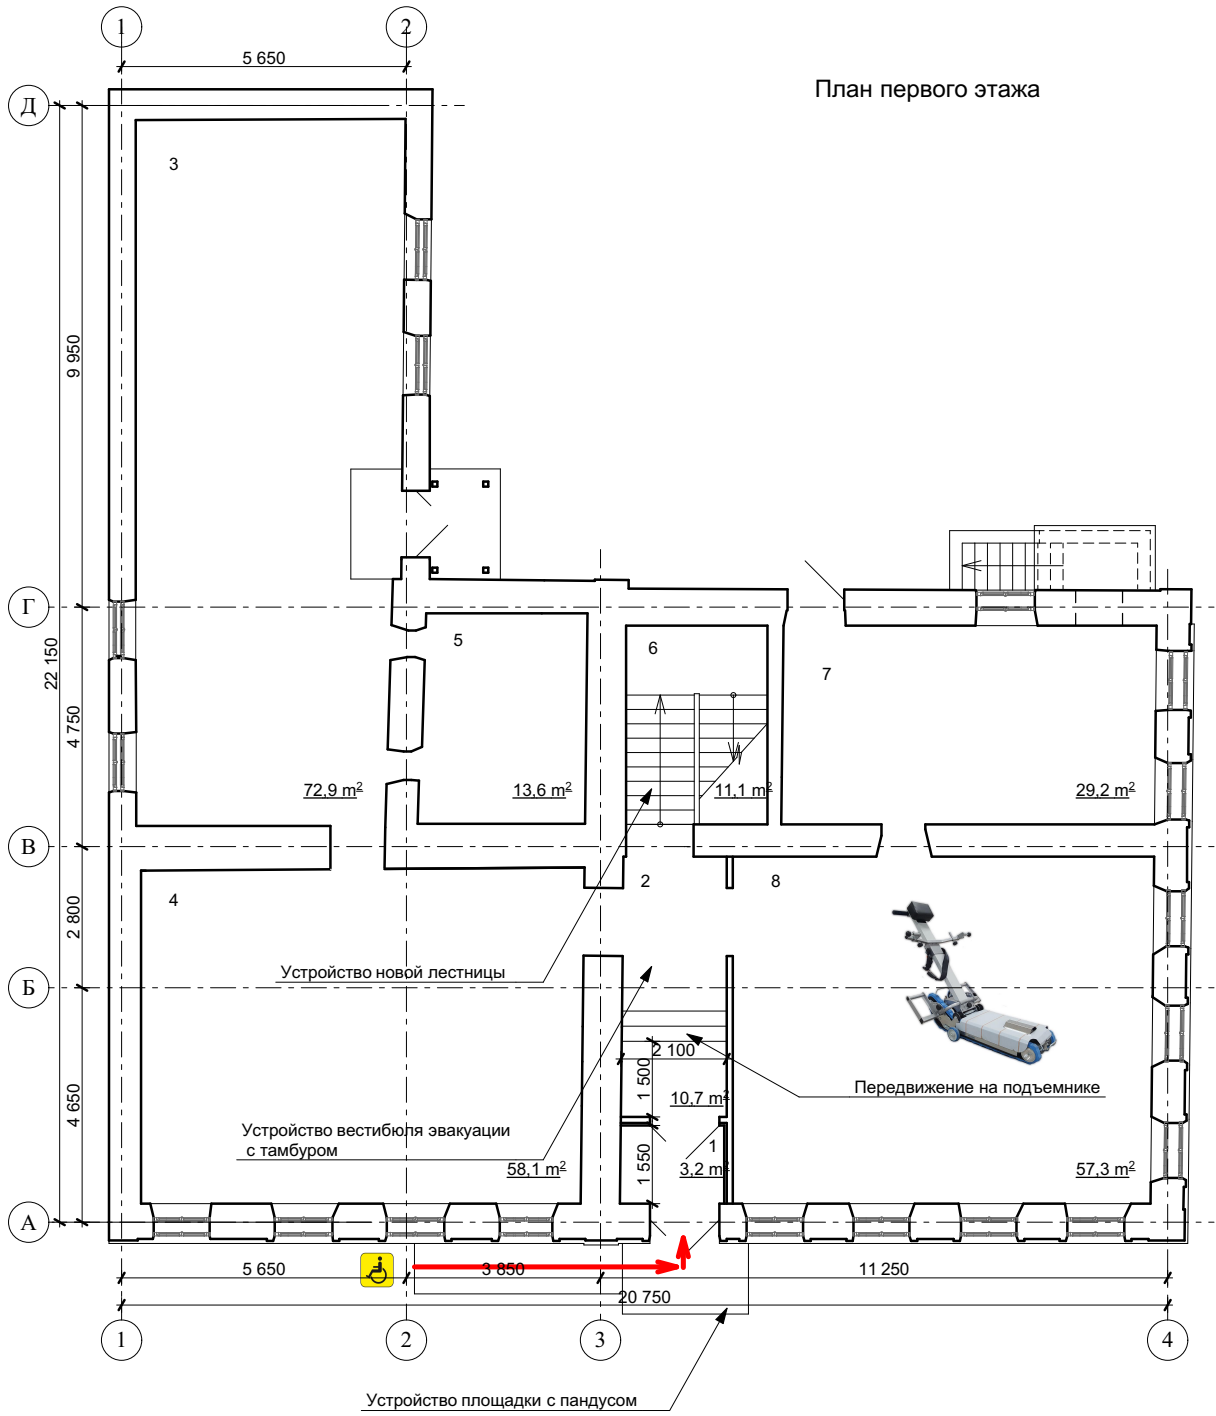 1
2
5 650
План первого этажа
Д
3
9 950
22 150
Г
5
6
7
4 750
72,9 m²
13,6 m²
11,1 m²
29,2 m²
В
4
2
8
2 800
Устройство новой лестницы
Б
2 100
1 500
Передвижение на подъемнике
10,7 m²
4 650
Устройство вестибюля эвакуации
с тамбуром
1
1 550
58,1 m²
3,2 m²
57,3 m²
А
5 650
3 850
11 250
20 750
1
2
3
4
Устройство площадки с пандусом